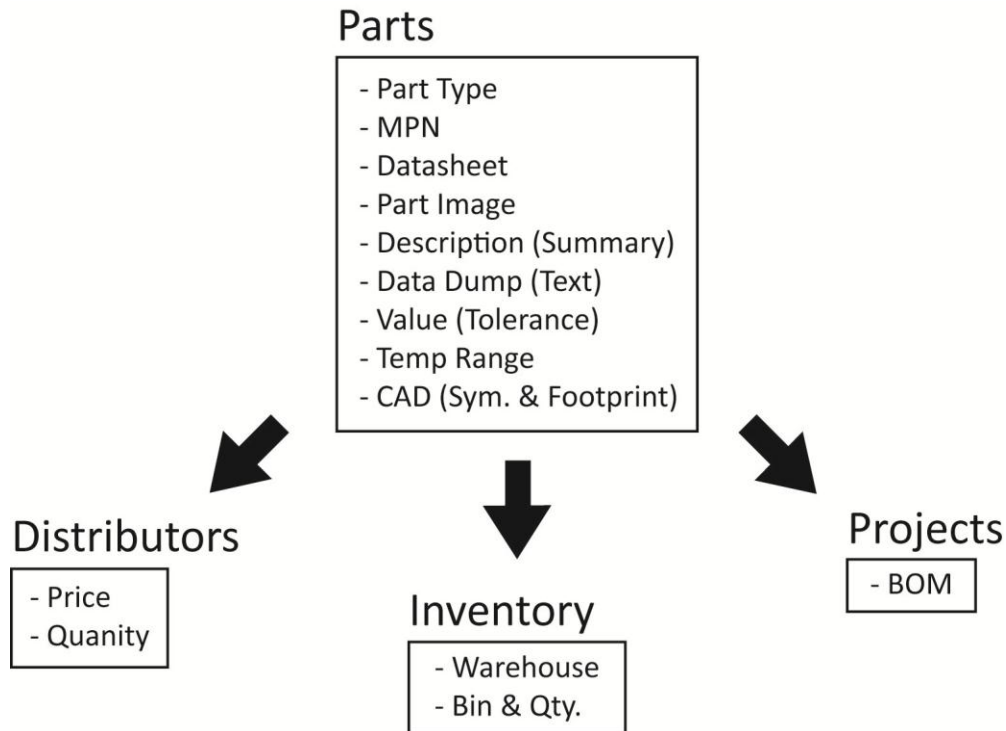 Parts
- Part Type
- MPN
- Datasheet
- Part Image
- Description (Summary)
- Data Dump (Text)
- Value (Tolerance)
- Temp Range
- CAD (Sym. & Footprint)
Distributors
- Price
- Quanity
Inventory
- Warehouse
- Bin & Qty.
Projects
- BOM